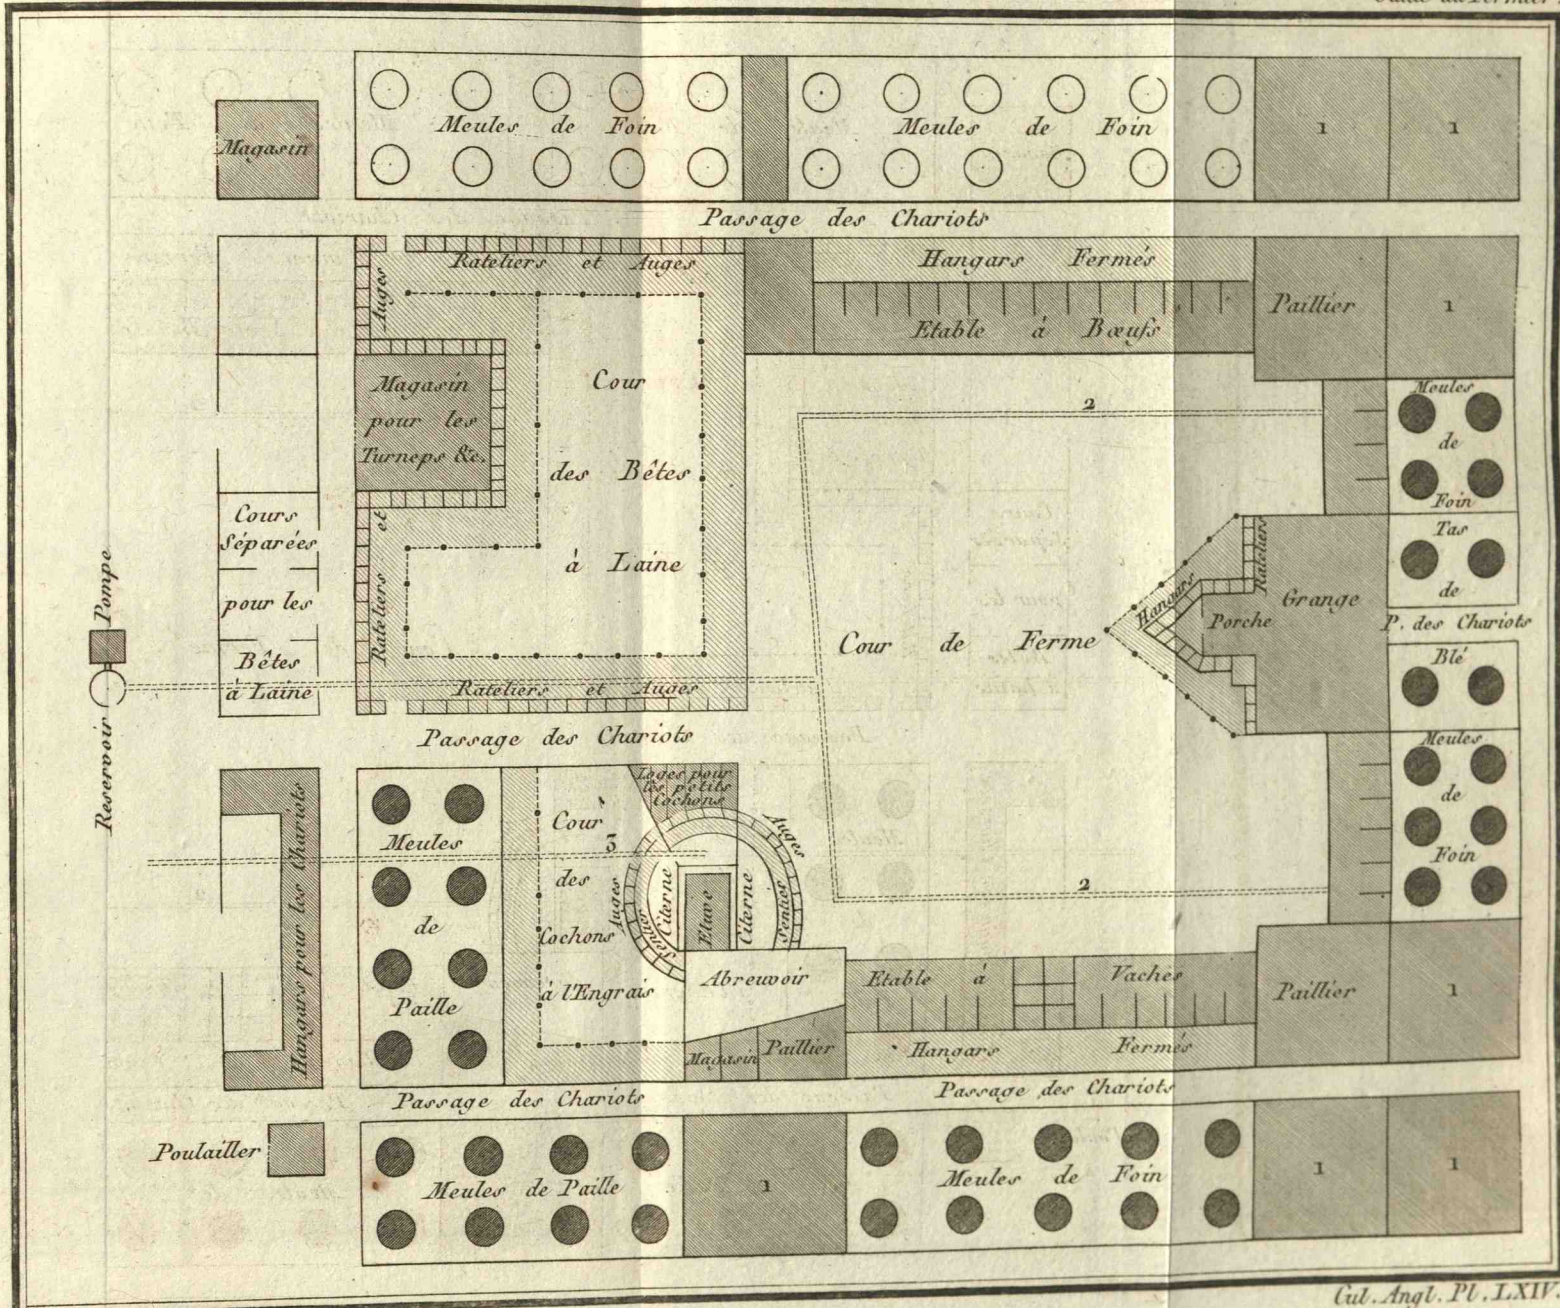 Meules de Foin
Meules de Foin
1
1
Magasin
Passage des Chariots
Rateliers et Auges
Hangars Fermés
Auges
Paillier
1
Etable à Bœufs
Magasin
pour les
Turneps &c.
Cour
des Bêtes
à Laine
2
Meules
de
Foin
Cours
Séparées
pour les
Bêtes
à Laine
Rateliers et
Rateliers et Auges
Pompe
Reservoir
Cour de Ferme
Hangars
Rateliers
Porche
Grange
Tas
de
P. des Chariots
Blé
Passage des Chariots
Meules
de
Foin
Hangars pour les Chariots
Meules
de
Paille
Cour
des
Cochons
à l'Engrais
3
Loges pour
les petits
Cochons
Auges
Auges
Sentier
Citerne
Etuve
Citerne
Sentier
2
Abreuvoir
Etable à Vaches
Paillier
1
Magasin
Paillier
Hangars Fermés
Passage des Chariots
Passage des Chariots
Poulailler
Meules de Paille
1
Meules de Foin
1
1
Cul. Angl. Pl. LXIV.